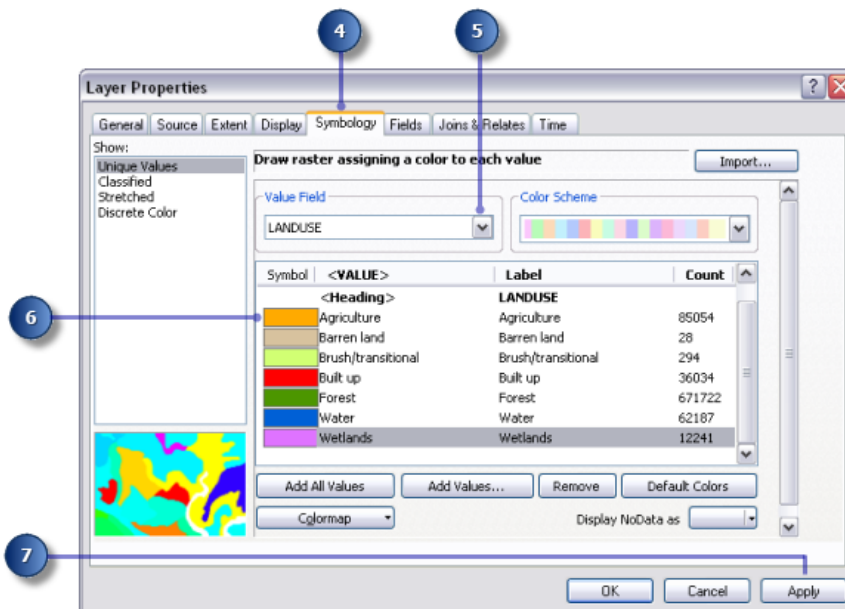 4 5
Layer Properties
General Source Extent Display Symbology Fields Joins & Relates Time
Show:
Unique Values
Classified
Stretched
Discrete Color
Draw raster assigning a color to each value Import...
Value Field Color Scheme
LANDUSE
Symbol <VALUE> Label Count
<Heading> LANDUSE
6 Agriculture Agriculture 85054
Barren land Barren land 28
Brush/transitional Brush/transitional 294
Built up Built up 36034
Forest Forest 671722
Water Water 62187
Wetlands Wetlands 12241
Add All Values Add Values... Remove Default Colors
Colormap Display NoData as
7
OK Cancel Apply